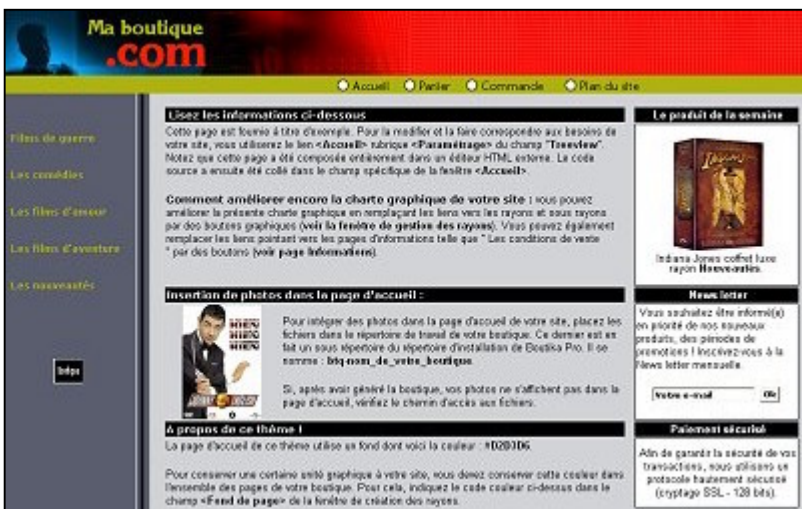 Ma boutique
.com
Accueil Panier Commande Plan du site
Films de guerre
Les comédies
Les films d'amour
Les films d'aventure
Les nouveautés
Infos
Lisez les informations ci-dessous
Cette page est fournie à titre d'exemple. Pour la modifier et la faire correspondre aux besoins de
votre site, vous utiliserez le lien <Accueil> rubrique <Paramétrage> du champ "Treeview".
Notez que cette page a été composée entièrement dans un éditeur HTML externe. Le code
source a ensuite été collé dans le champ spécifique de la fenêtre <Accueil>.
Comment améliorer encore la charte graphique de votre site : vous pouvez
améliorer la présente charte graphique en remplaçant les liens vers les rayons et sous rayons
par des boutons graphiques (voir la fenêtre de gestion des rayons). Vous pouvez également
remplacer les liens pointant vers les pages d'informations telle que " Les conditions de vente
" par des boutons (voir page Informations).
Insertion de photos dans la page d'accueil :
Pour intégrer des photos dans la page d'accueil de votre site, placez les
fichiers dans le répertoire de travail de votre boutique. Ce dernier est en
fait un sous répertoire du répertoire d'installation de Boutika Pro. Il se
nomme : btq-nom_de_votre_boutique.
Si, après avoir généré la boutique, vos photos ne s'affichent pas dans la
page d'accueil, vérifiez le chemin d'accès aux fichiers.
A propos de ce thème !
La page d'accueil de ce thème utilise un fond dont voici la couleur : #D2D3D6.
Pour conserver une certaine unité graphique à votre site, vous devez conserver cette couleur dans
l'ensemble des pages de votre boutique. Pour cela, indiquez le code couleur ci-dessus dans le
champ <Fond de page> de la fenêtre de création des rayons.
Le produit de la semaine
Indiana Jones coffret luxe
rayon Nouveautés.
News letter
Vous souhaitez être informé(e)
en priorité de nos nouveaux
produits, des périodes de
promotions ! Inscrivez-vous à la
News letter mensuelle.
Votre e-mail Ok
Paiement sécurisé
Afin de garantir la sécurité de vos
transactions, nous utilisons un
protocole hautement sécurisé
(cryptage SSL - 128 bits).